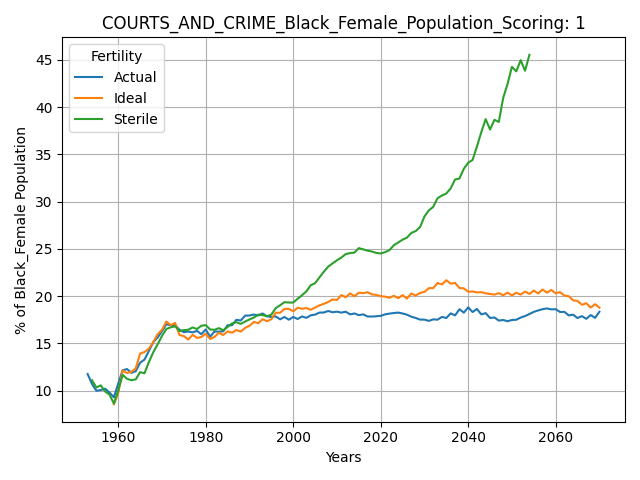 COURTS_AND_CRIME_Black_Female_Population_Scoring: 1
Fertility
Actual
Ideal
Sterile
% of Black_Female Population
45
40
35
30
25
20
15
10
1960
1980
2000
2020
2040
2060
Years